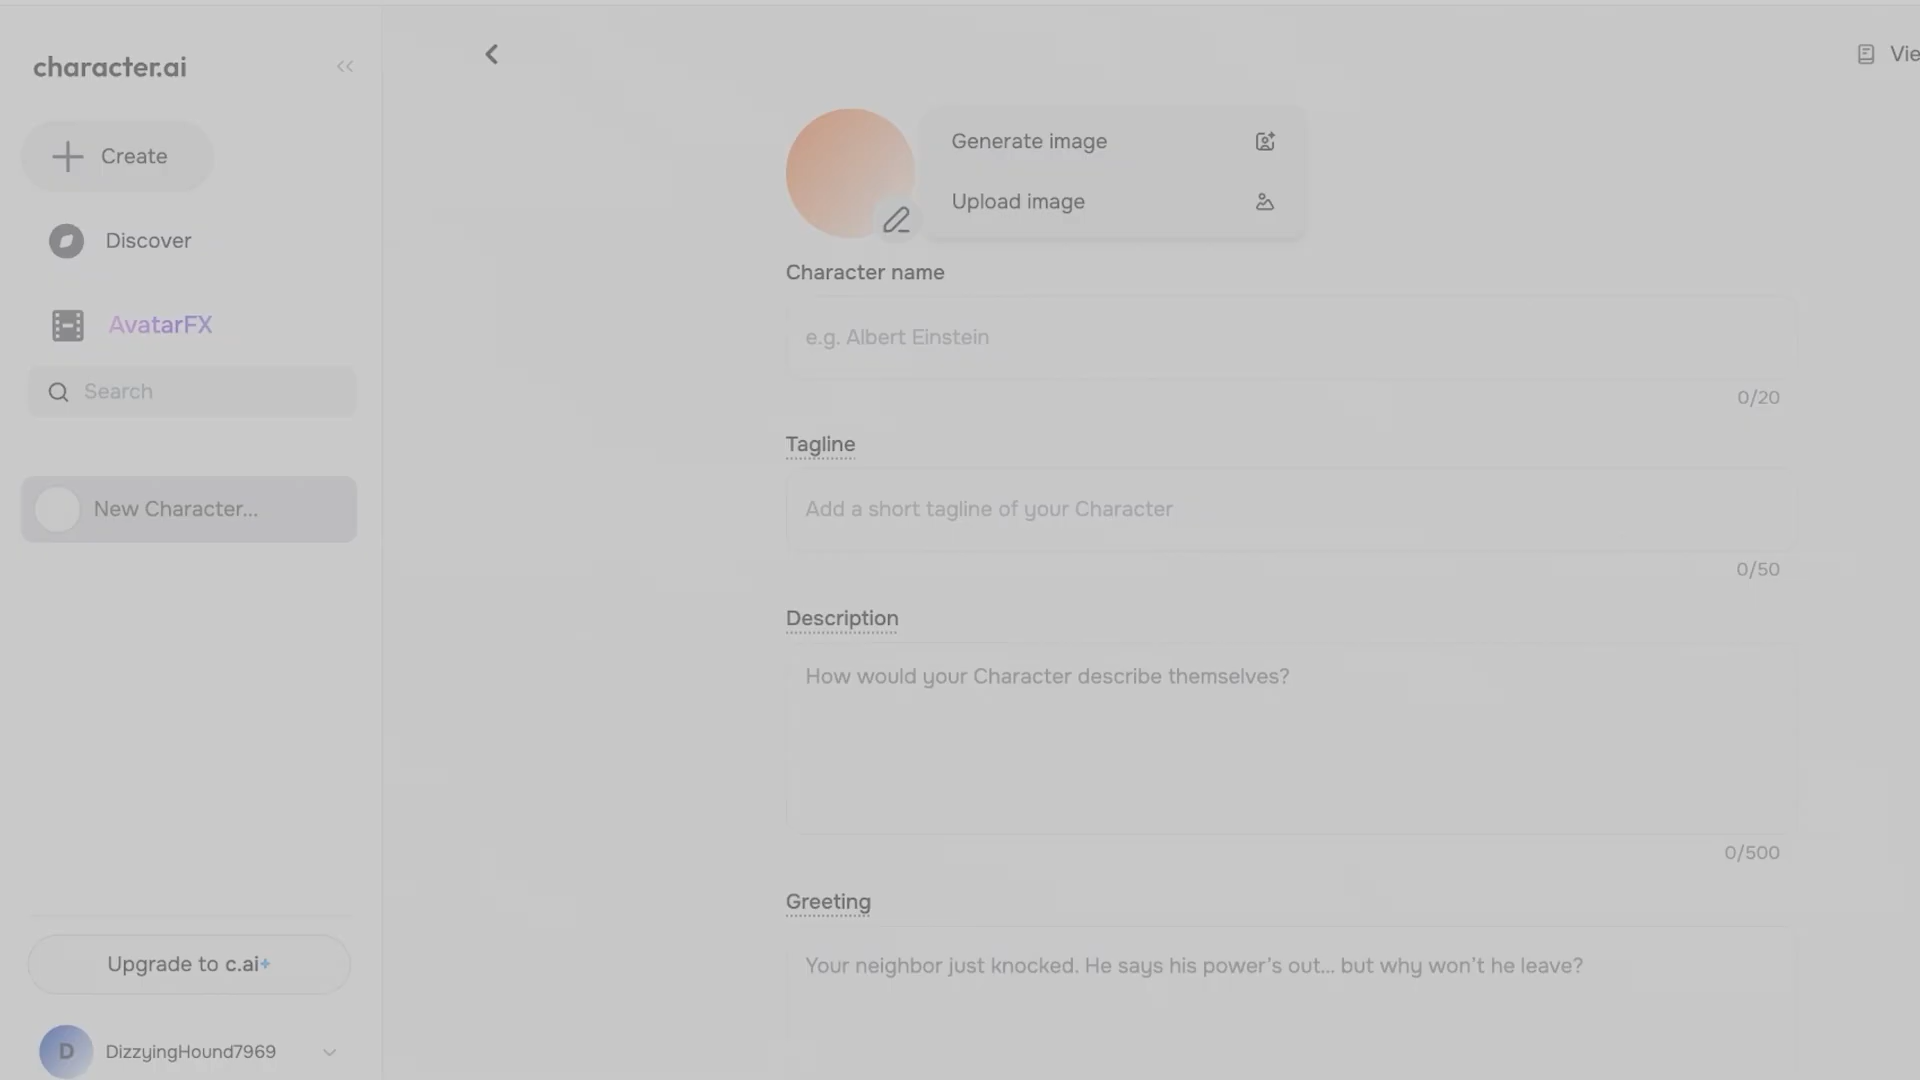 character.ai
Create
Discover
AvatarFX
Search
New Character...
Upgrade to c.ai+
D
DizzyingHound7969
Generate image
Upload image
Character name
e.g. Albert Einstein
0/20
Tagline
Add a short tagline of your Character
0/50
Description
How would your Character describe themselves?
0/500
Greeting
Your neighbor just knocked. He says his power's out... but why won't he leave?